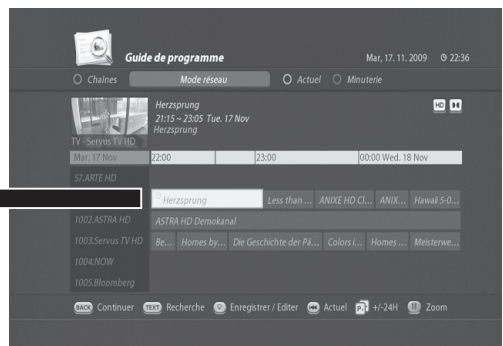 Guide de programme Mar, 17. 11. 2009 22:36
Chaînes Mode réseau Actuel Minuterie
Herzsprung HD
21:15 ~ 23:05 Tue. 17 Nov
Herzsprung
TV - Servus TV HD
Mar. 17 Nov 22:00 23:00 00:00 Wed. 18 Nov
57.ARTE HD
Herzsprung Less than ... ANIXE HD Cl... ANIX... Hawaii 5-0...
1002.ASTRA HD ASTRA HD Demokanal
1003.Servus TV HD Be... Homes by... Die Geschichte der Pä... Colors i... Homes ... Meisterwe...
1004.NOW
1005.Bloomberg
BACK Continuer TEXT Recherche Enregistrer / Editer Actuel P. +/-24H Zoom